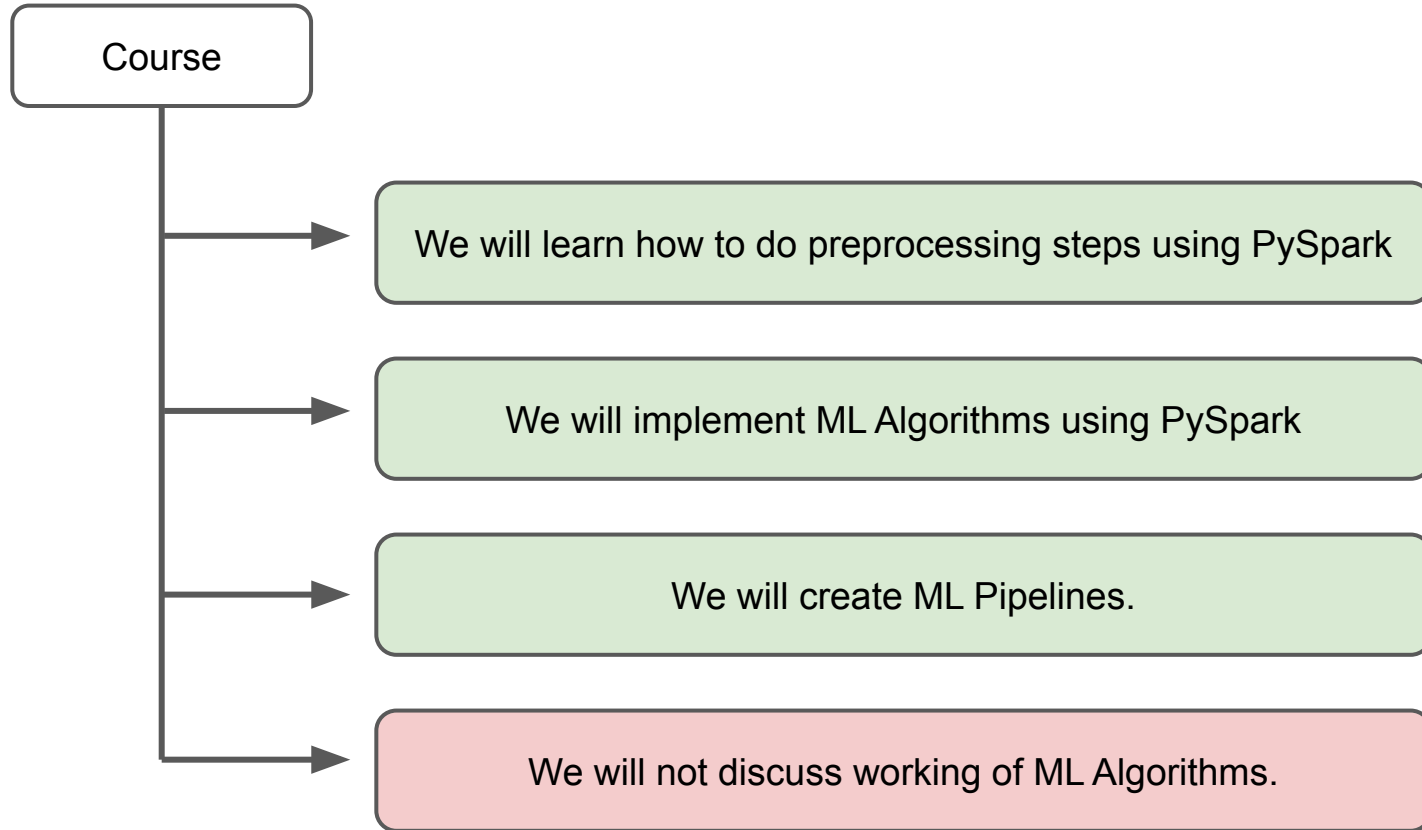 Course
We will learn how to do preprocessing steps using PySpark
We will implement ML Algorithms using PySpark
We will create ML Pipelines.
We will not discuss working of ML Algorithms.